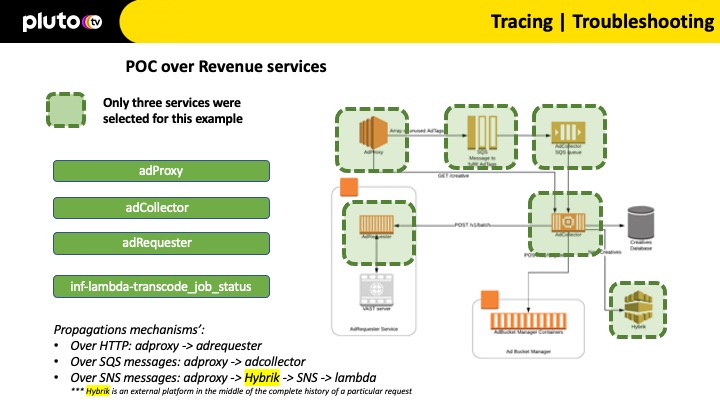 pluto tv
Tracing | Troubleshooting
POC over Revenue services
Only three services were
selected for this example
adProxy
adCollector
adRequester
inf-lambda-transcode_job_status
Propagations mechanisms’:
• Over HTTP: adproxy -> adrequester
• Over SQS messages: adproxy -> adcollector
• Over SNS messages: adproxy -> Hybrik -> SNS -> lambda
*** Hybrik is an external platform in the middle of the complete history of a particular request
AdProxy
Array unused AdTags
SQS
Message to
AdCollector
SQS queue
GET /creative
AdRequester
POST /v1/batch
AdCollector
Creatives
Database
Creatives
VAST server
AdRequester Service
AdBucket Manager Containers
Ad Bucket Manager
Hybrik